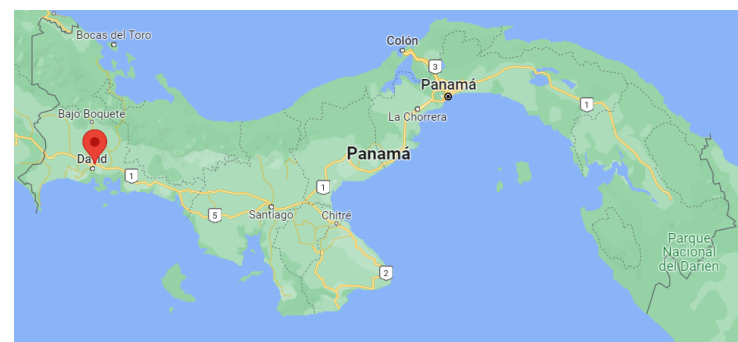 Bocas del Toro
Colón
3
Panamá
1
La Chorrera
Bajo Boquete
David
Panamá
1
1
5
Santiago
Chitré
2
Parque
Nacional
del Darién